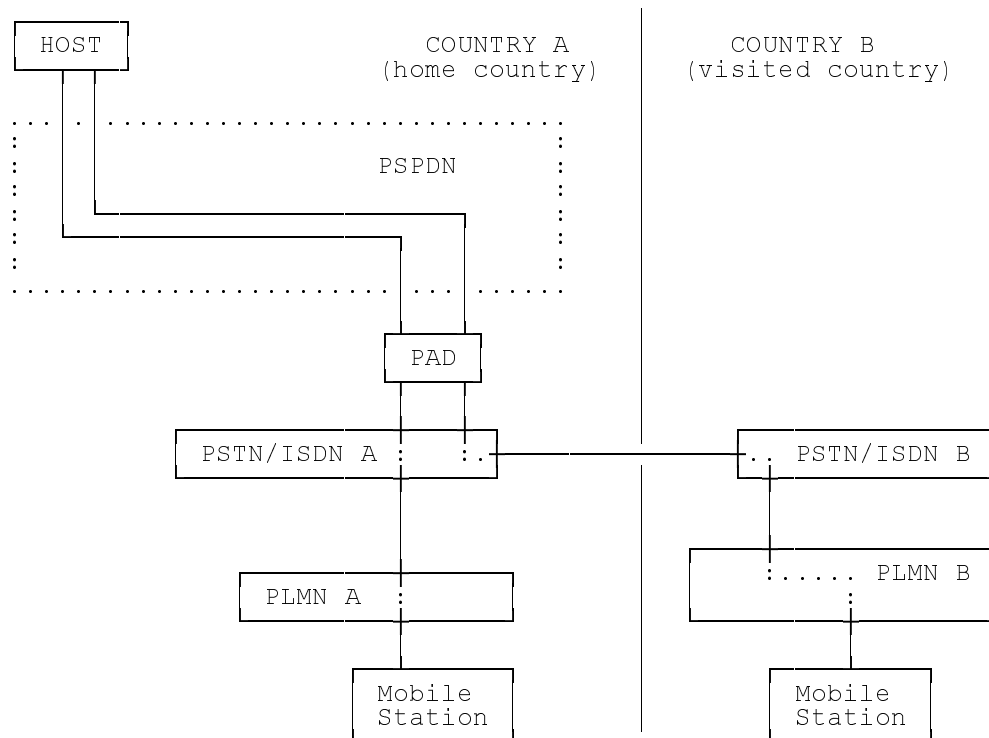 HOST
COUNTRY A
(home country)
COUNTRY B
(visited country)
PSPDN
PAD
PSTN/ISDN A
PSTN/ISDN B
PLMN B
PLMN A
Mobile
Station
Mobile
Station